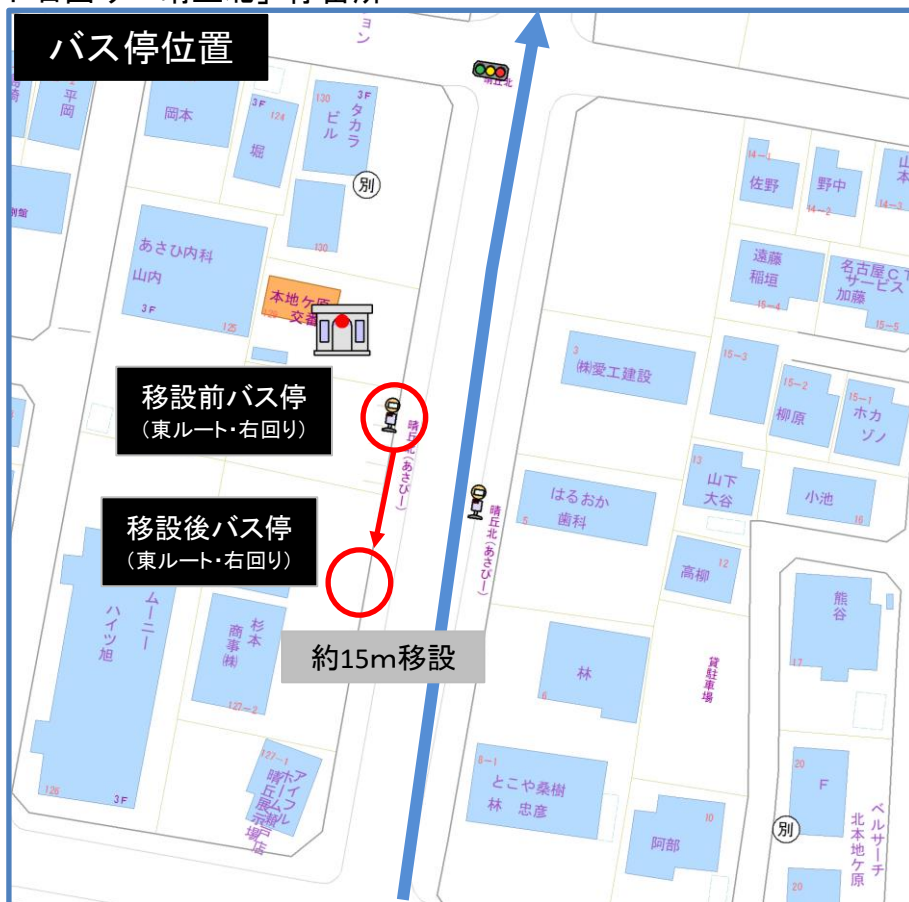 バス停位置
平岡
岡本
3F
124
堀
130
3F
タカラ
ビル
別
130
晴丘北
あさひ内科
山内
3F
125
本地ケ原
交番
移設前バス停
(東ルート・右回り)
晴丘北(あさぴー)
移設後バス停
(東ルート・右回り)
晴丘北(あさぴー)
約15m移設
ムーニー
ハイツ旭
126
3F
杉本
商事㈱
127-2
127-1
アイフル
ホーム瀬戸店
晴丘展示場
14-1
佐野
野中
14-2
山本
14-3
遠藤
稲垣
15-4
名古屋CT
サービス
加藤
15-5
3
㈱愛工建設
15-3
15-2
柳原
15-1
ホカ
ゾノ
13
山下
大谷
小池
16
はるおか
歯科
5
12
高柳
熊谷
17
林
6
貸駐車場
6-1
とこや桑樹
林 忠彦
10
阿部
20
F
別
20
ベルサーチ
北本地ケ原